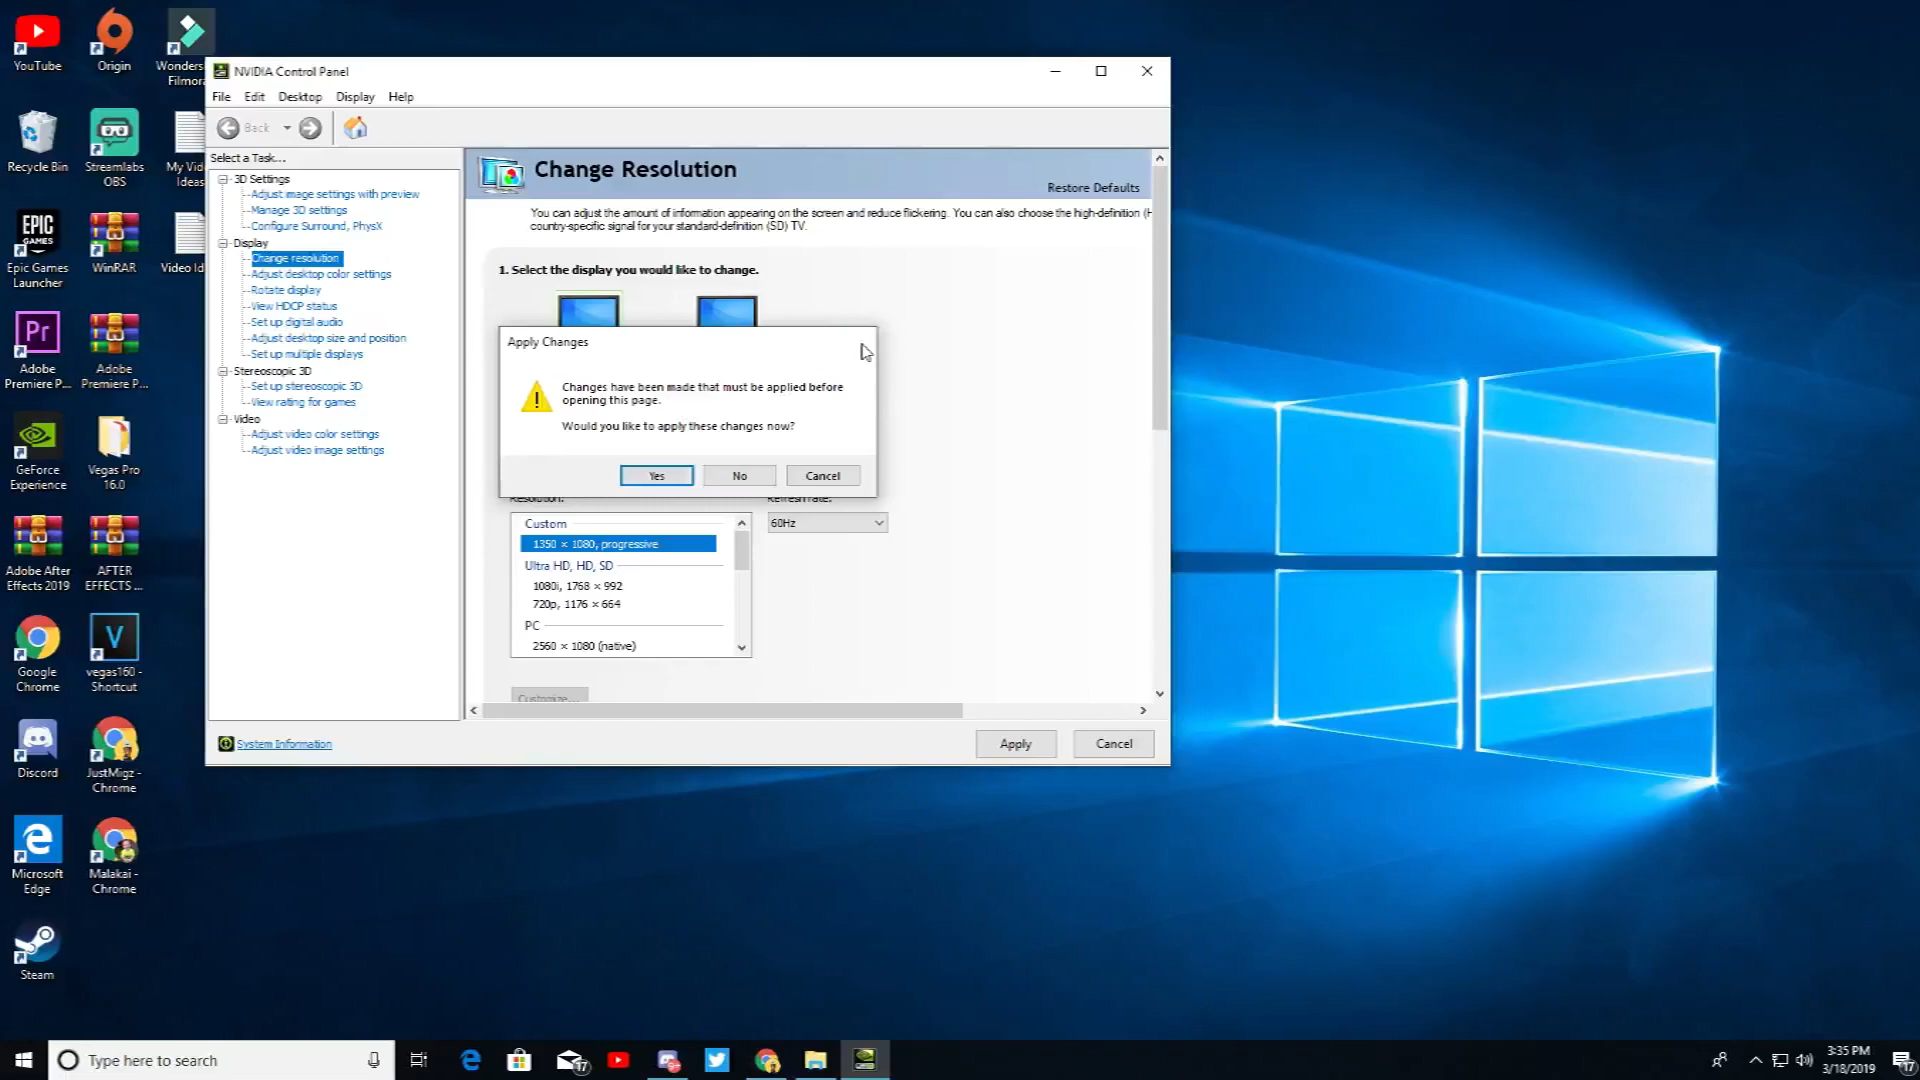 YouTube
Origin
Wonders
Filmora
Recycle Bin
Streamlabs
OBS
My Vid
Ideas
EPIC
GAMES
Epic Games
Launcher
WinRAR
Video Id
Pr
Adobe
Premiere P...
Adobe
Premiere P...
GeForce
Experience
Vegas Pro
16.0
Adobe After
Effects 2019
AFTER
EFFECTS ...
Google
Chrome
V
vegas160 -
Shortcut
Discord
JustMigz -
Chrome
Microsoft
Edge
Malakai -
Chrome
Steam
NVIDIA Control Panel
File Edit Desktop Display Help
Back
Select a Task...
3D Settings
Adjust image settings with preview
Manage 3D settings
Configure Surround, PhysX
Display
Change resolution
Adjust desktop color settings
Rotate display
View HDCP status
Set up digital audio
Adjust desktop size and position
Set up multiple displays
Stereoscopic 3D
Set up stereoscopic 3D
View rating for games
Video
Adjust video color settings
Adjust video image settings
System Information
Change Resolution
Restore Defaults
You can adjust the amount of information appearing on the screen and reduce flickering. You can also choose the high-definition (H
country-specific signal for your standard-definition (SD) TV.
1. Select the display you would like to change.
Apply Changes
Changes have been made that must be applied before
opening this page.
Would you like to apply these changes now?
Yes No Cancel
Resolution:
Refresh rate:
Custom
1350 × 1080, progressive
Ultra HD, HD, SD
1080i, 1768 × 992
720p, 1176 × 664
PC
2560 × 1080 (native)
60Hz
Customize...
Apply Cancel
Type here to search
17
3:35 PM
3/18/2019
17